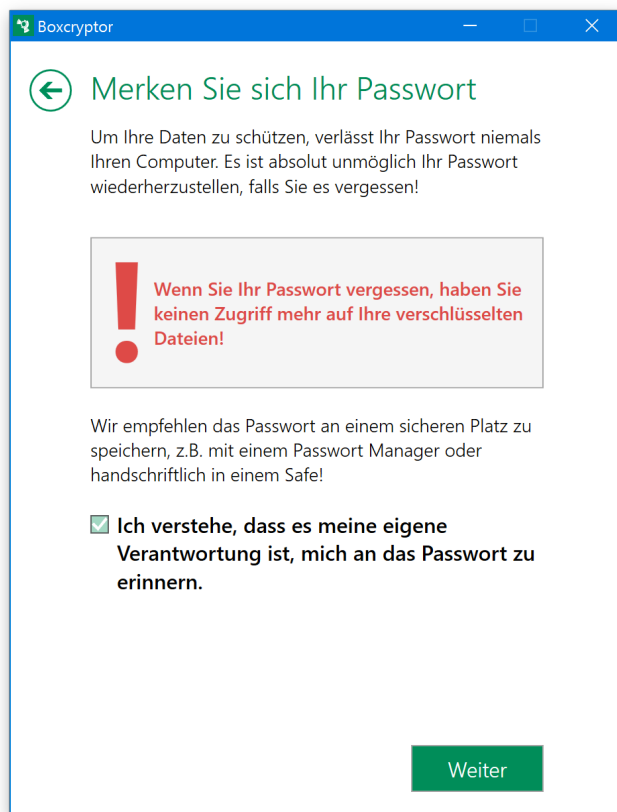 Boxcryptor
Merken Sie sich Ihr Passwort
Um Ihre Daten zu schützen, verlässt Ihr Passwort niemals
Ihren Computer. Es ist absolut unmöglich Ihr Passwort
wiederherzustellen, falls Sie es vergessen!
Wenn Sie Ihr Passwort vergessen, haben Sie
keinen Zugriff mehr auf Ihre verschlüsselten
Dateien!
Wir empfehlen das Passwort an einem sicheren Platz zu
speichern, z.B. mit einem Passwort Manager oder
handschriftlich in einem Safe!
Ich verstehe, dass es meine eigene
Verantwortung ist, mich an das Passwort zu
erinnern.
Weiter